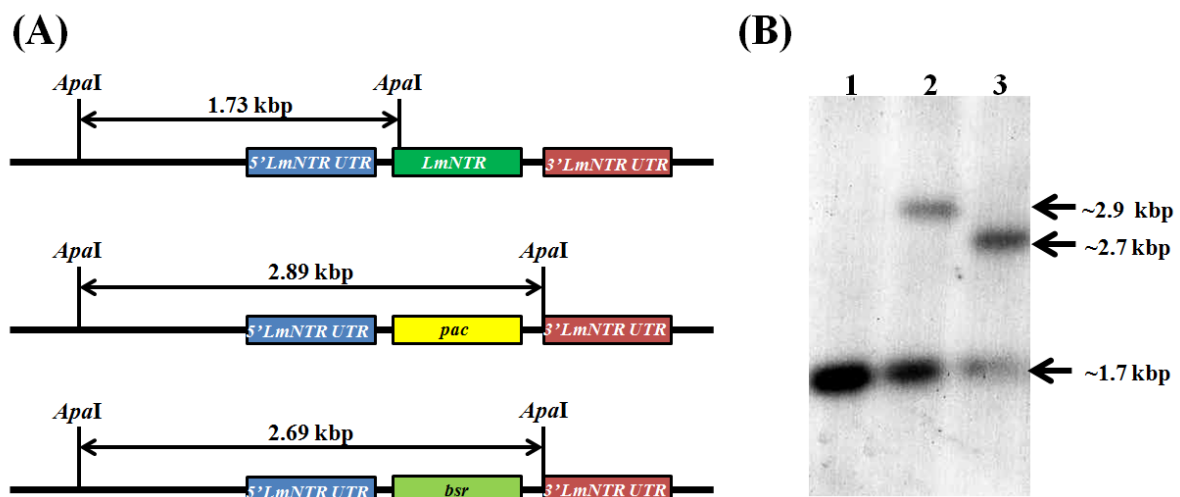 (A)
ApaI
ApaI
1.73 kbp
5'LmNTR UTR
LmNTR
3'LmNTR UTR
ApaI
ApaI
2.89 kbp
5'LmNTR UTR
pac
3'LmNTR UTR
ApaI
ApaI
2.69 kbp
5'LmNTR UTR
bsr
3'LmNTR UTR
(B)
1 2 3
~2.9 kbp
~2.7 kbp
~1.7 kbp